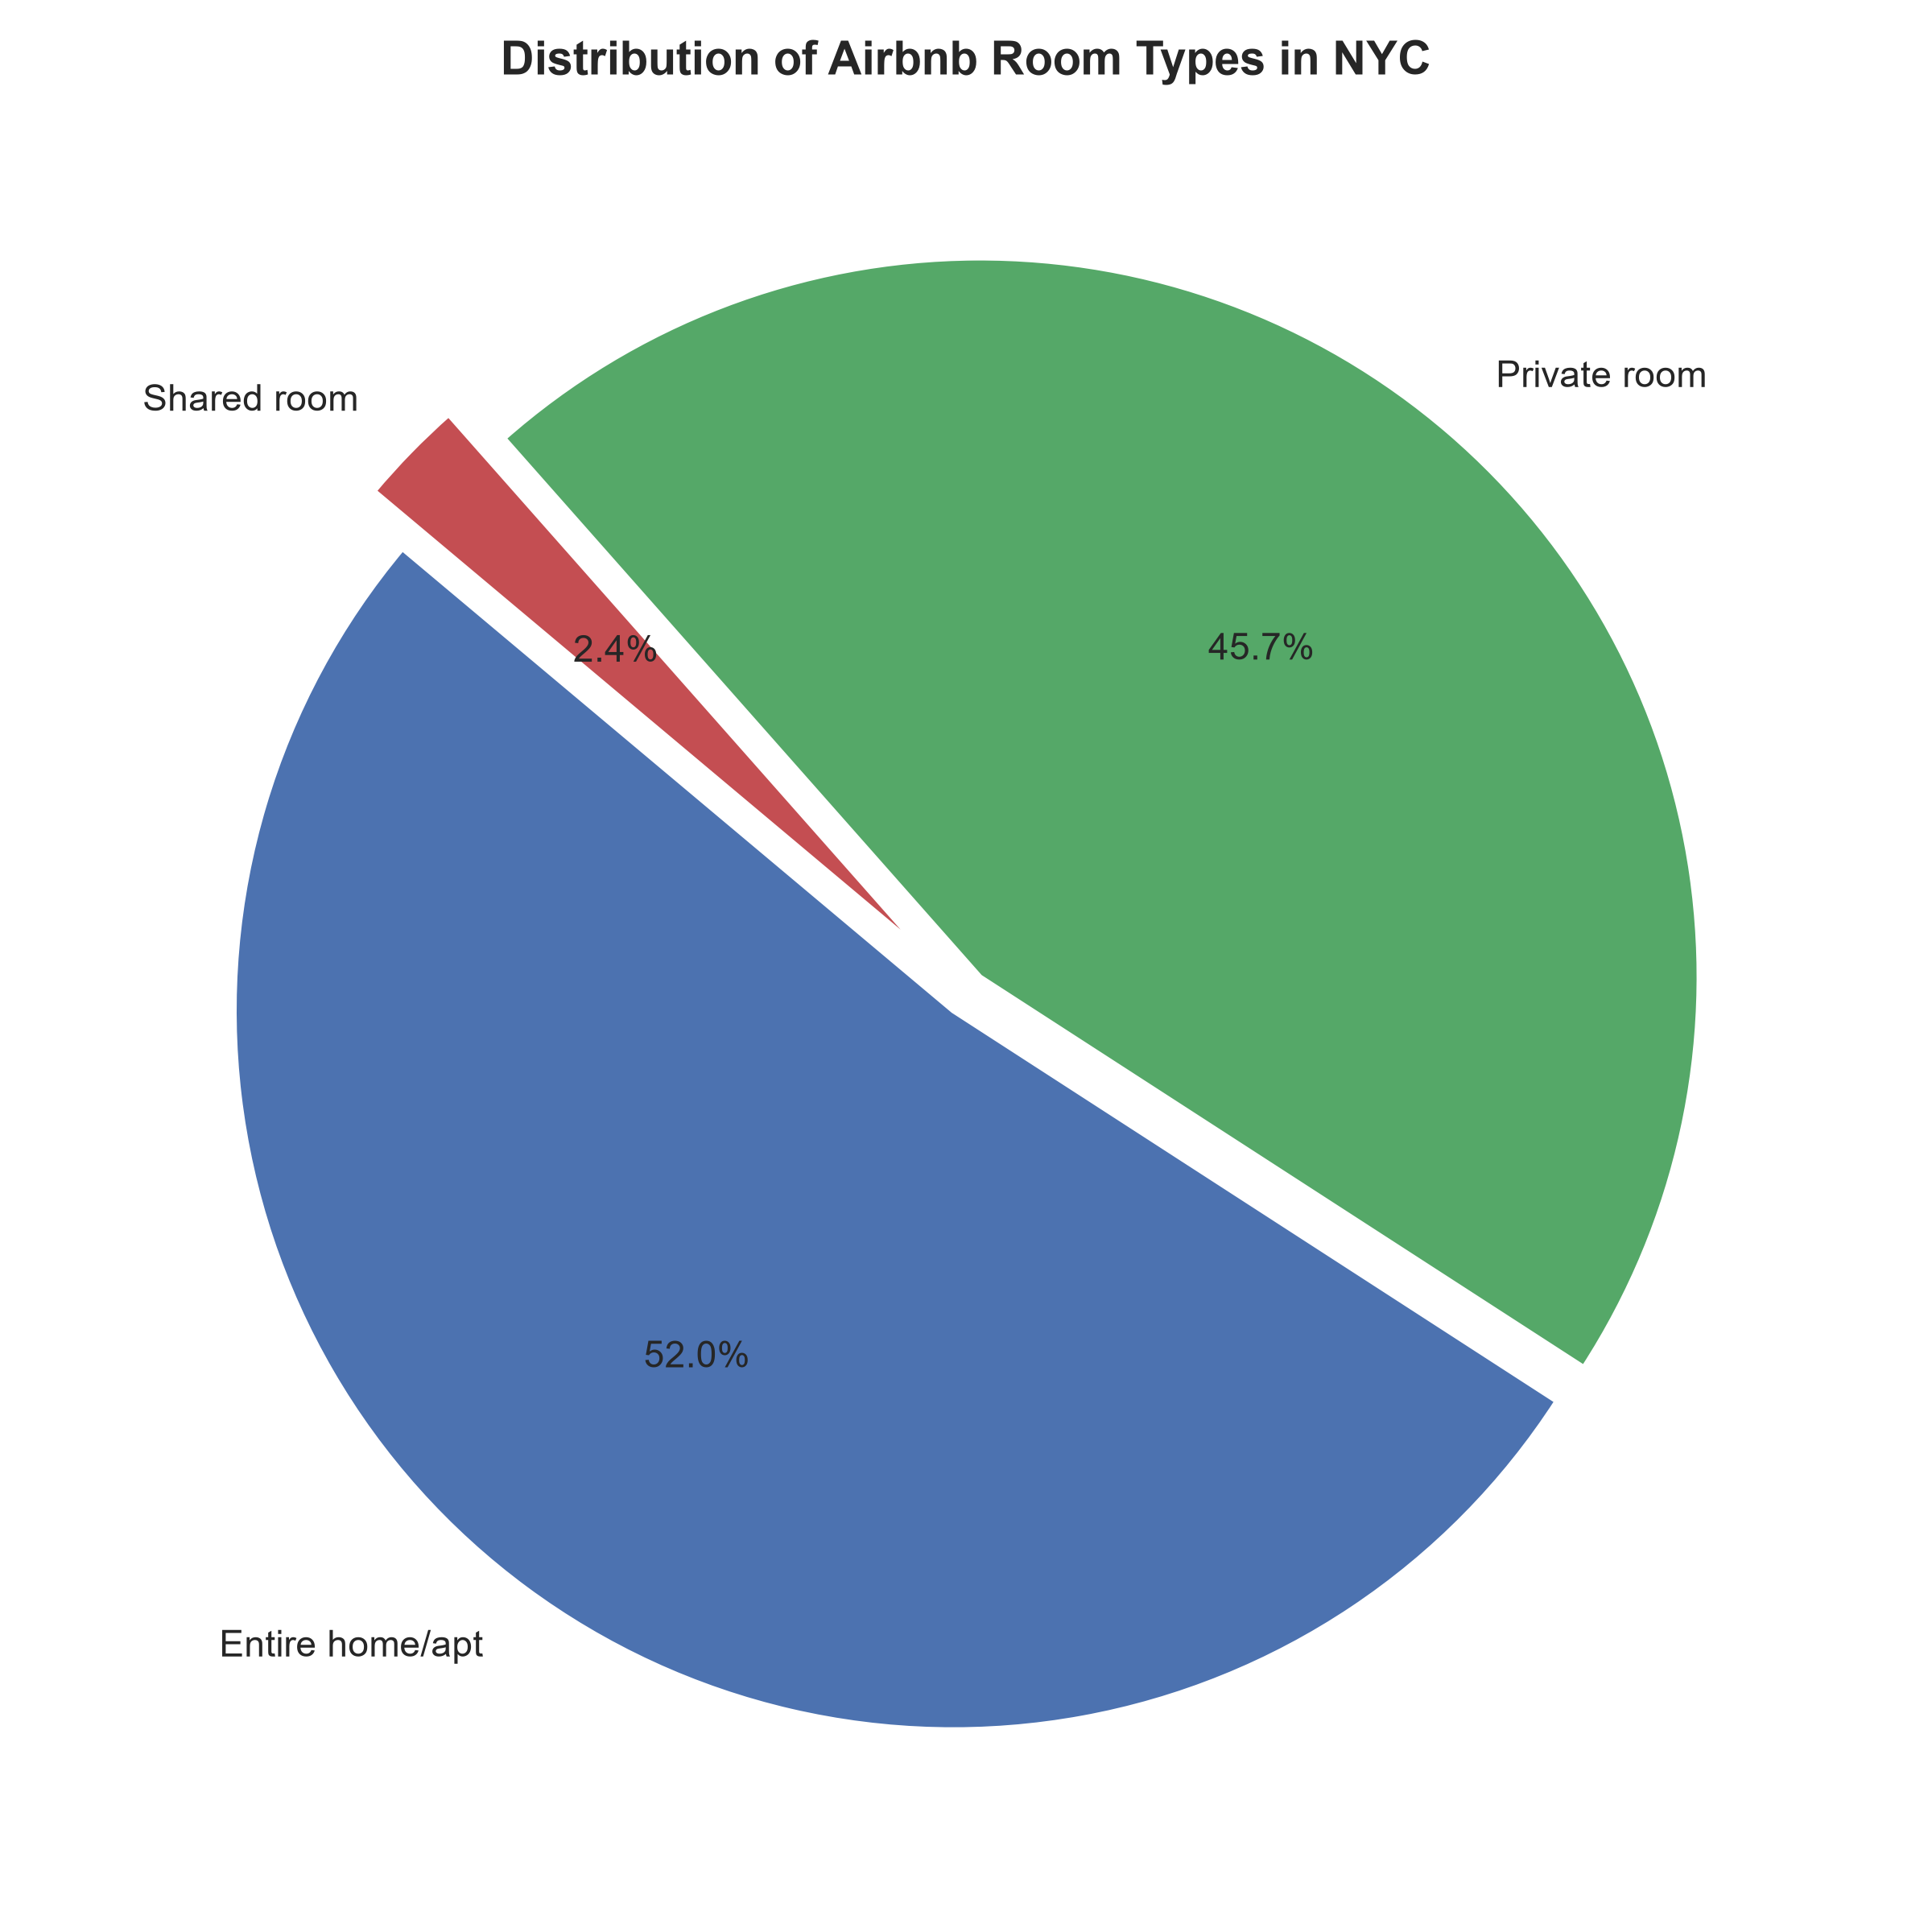 Distribution of Airbnb Room Types in NYC
Private room
Shared room
45.7%
2.4%
52.0%
Entire home/apt